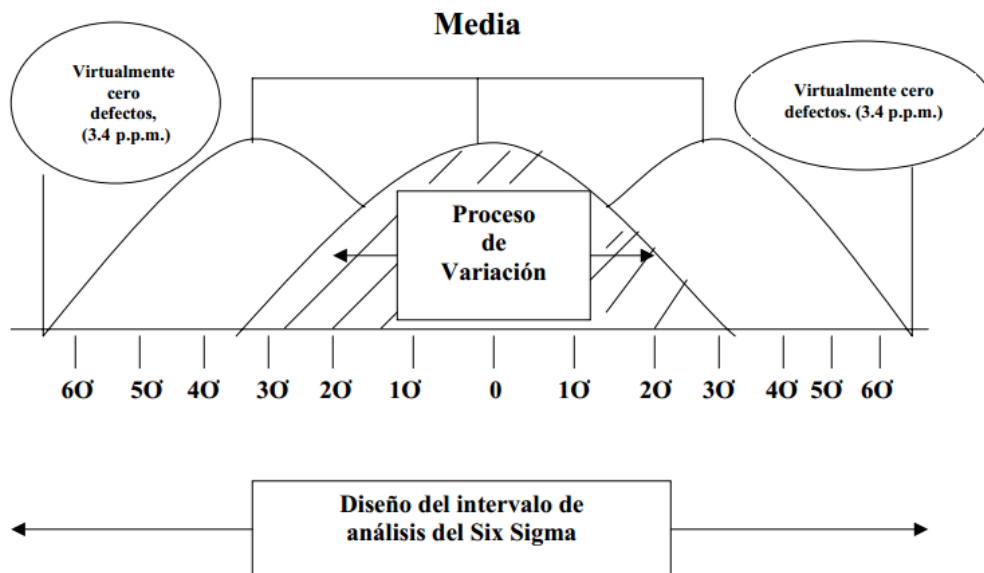 Media
Virtualmente
cero
defectos,
(3.4 p.p.m.)
Virtualmente cero
defectos. (3.4 p.p.m.)
Proceso
de
Variación
6Ơ 5Ơ 4Ơ 3Ơ 2Ơ 1Ơ 0 1Ơ 2Ơ 3Ơ 4Ơ 5Ơ 6Ơ
Diseño del intervalo de
análisis del Six Sigma